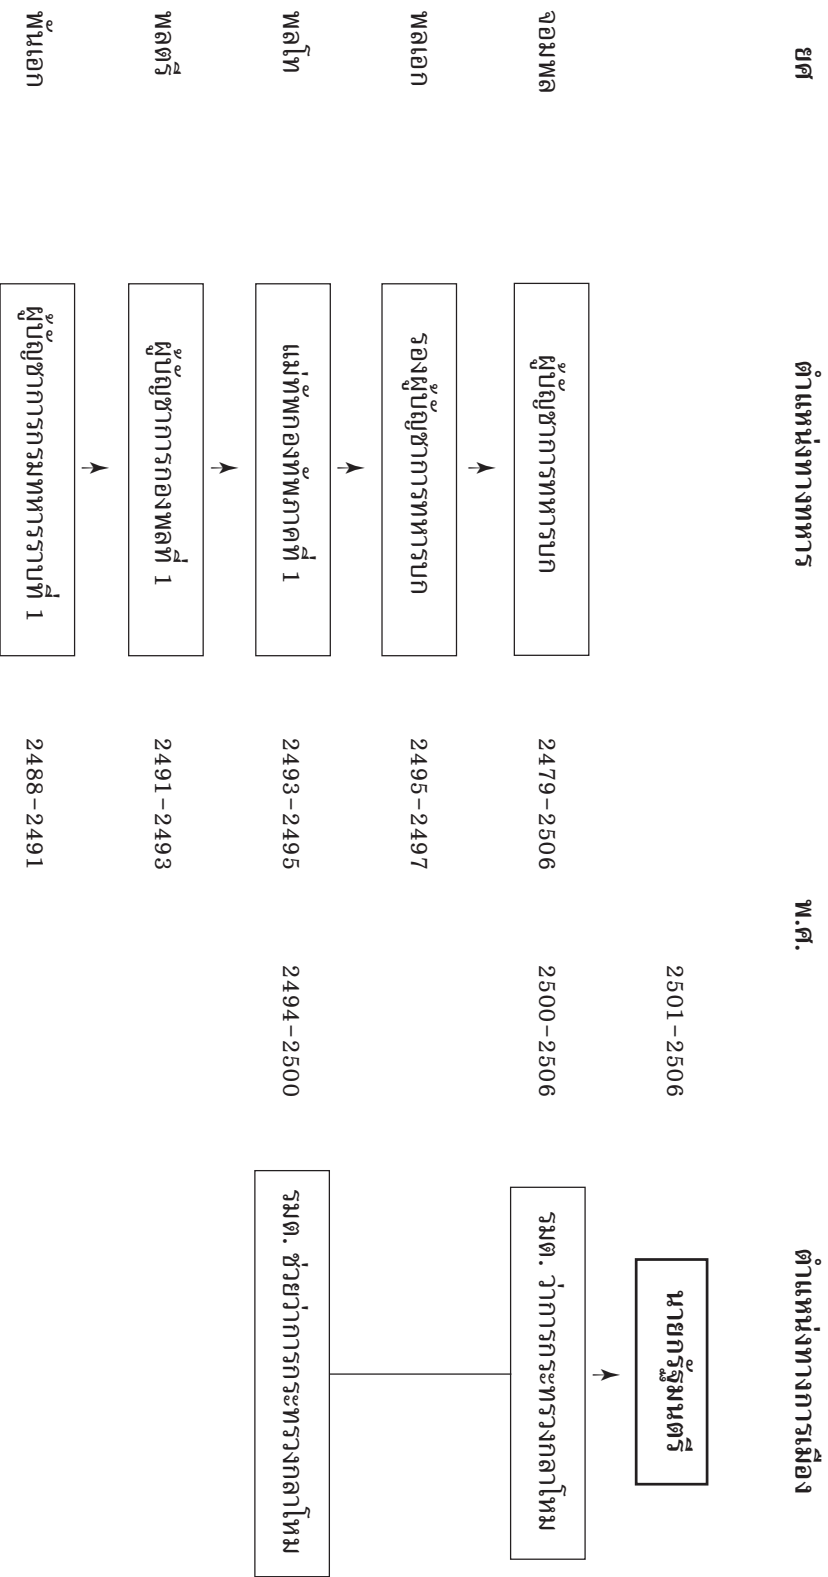 ยศ ตำแหน่งทางทหาร พ.ศ. ตำแหน่งทางการเมือง
2501-2506 นายกรัฐมนตรี
จอมพล ผู้บัญชาการทหารบก 2479-2506 2500-2506 รมต. ว่าการกระทรวงกลาโหม
พลเอก รองผู้บัญชาการทหารบก 2495-2497
พลโท แม่ทัพกองทัพภาคที่ 1 2493-2495 2494-2500 รมต. ช่วยว่าการกระทรวงกลาโหม
พลตรี ผู้บัญชาการกองพลที่ 1 2491-2493
พันเอก ผู้บัญชาการกรมทหารราบที่ 1 2488-2491